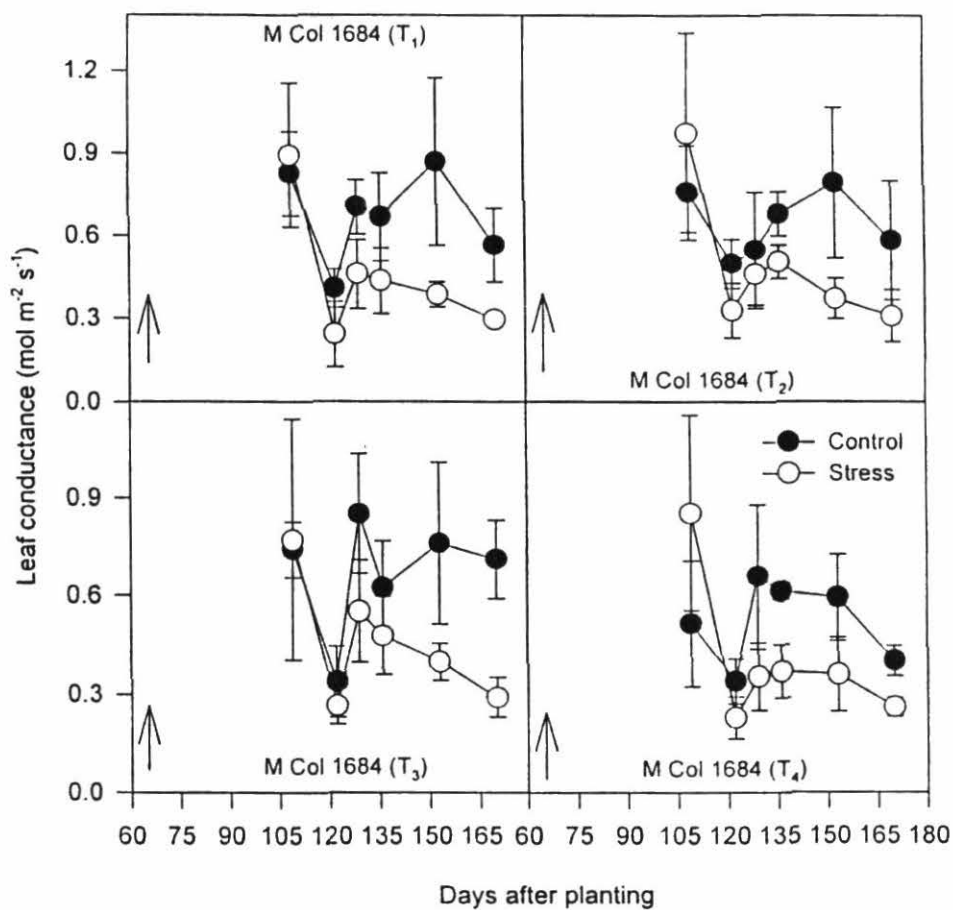 M Col 1684 (T₁)
1.2
0.9
0.6
0.3
0.0
M Col 1684 (T₂)
Leaf conductance (mol m⁻² s⁻¹)
Control
Stress
0.9
0.6
0.3
0.0
M Col 1684 (T₃)
M Col 1684 (T₄)
60 75 90 105 120 135 150 165 60 75 90 105 120 135 150 165 180
Days after planting